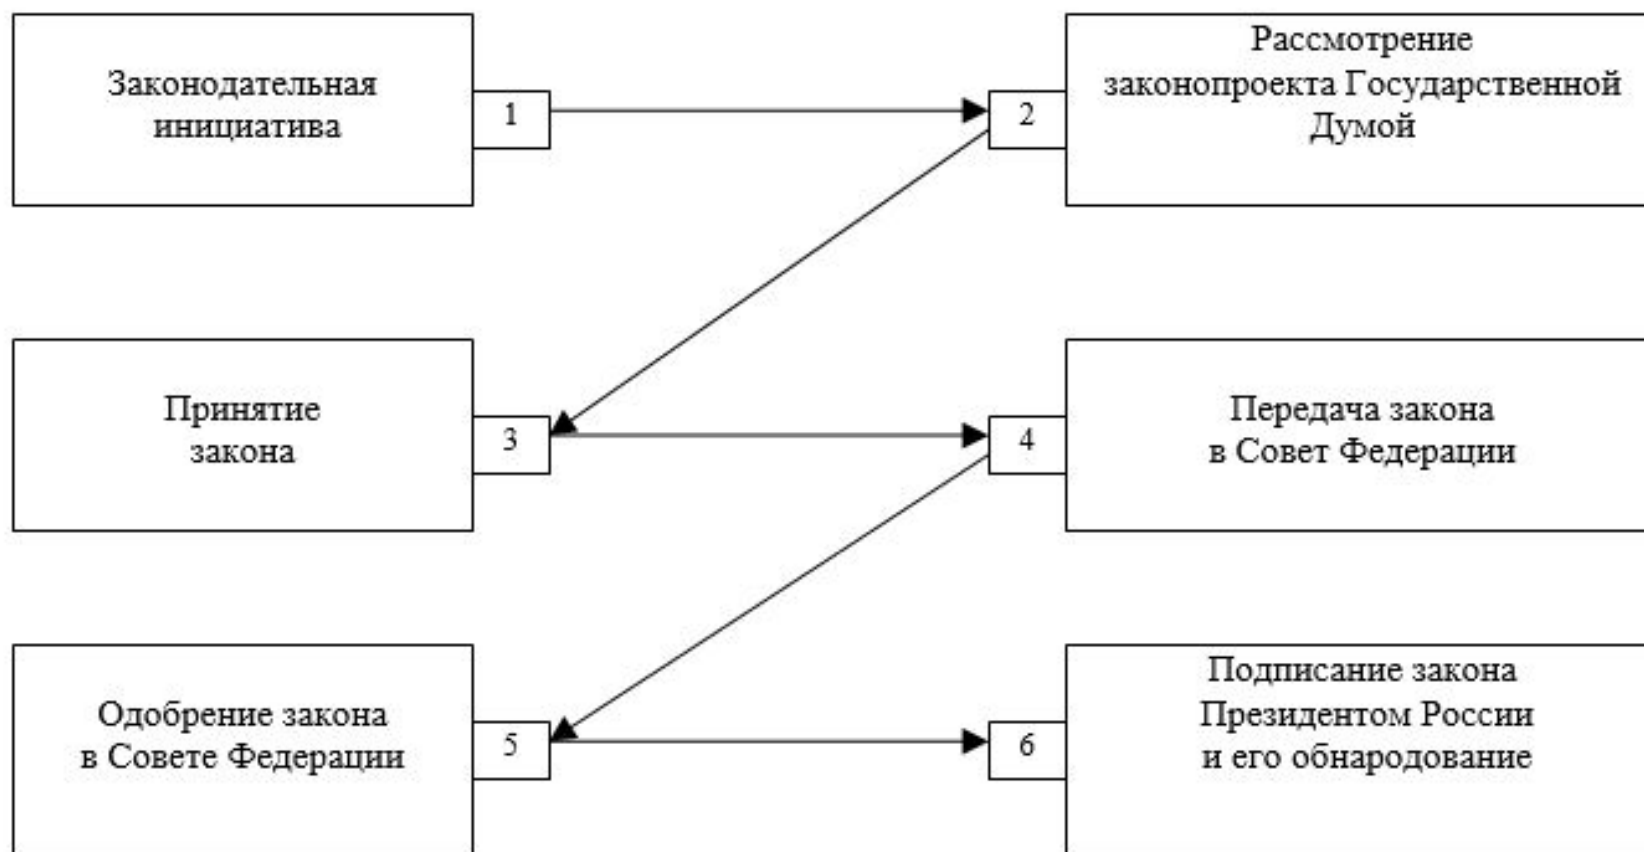 Законодательная
инициатива
1
2
Рассмотрение
законопроекта Государственной
Думой
Принятие
закона
3
4
Передача закона
в Совет Федерации
Одобрение закона
в Совете Федерации
5
6
Подписание закона
Президентом России
и его обнародование